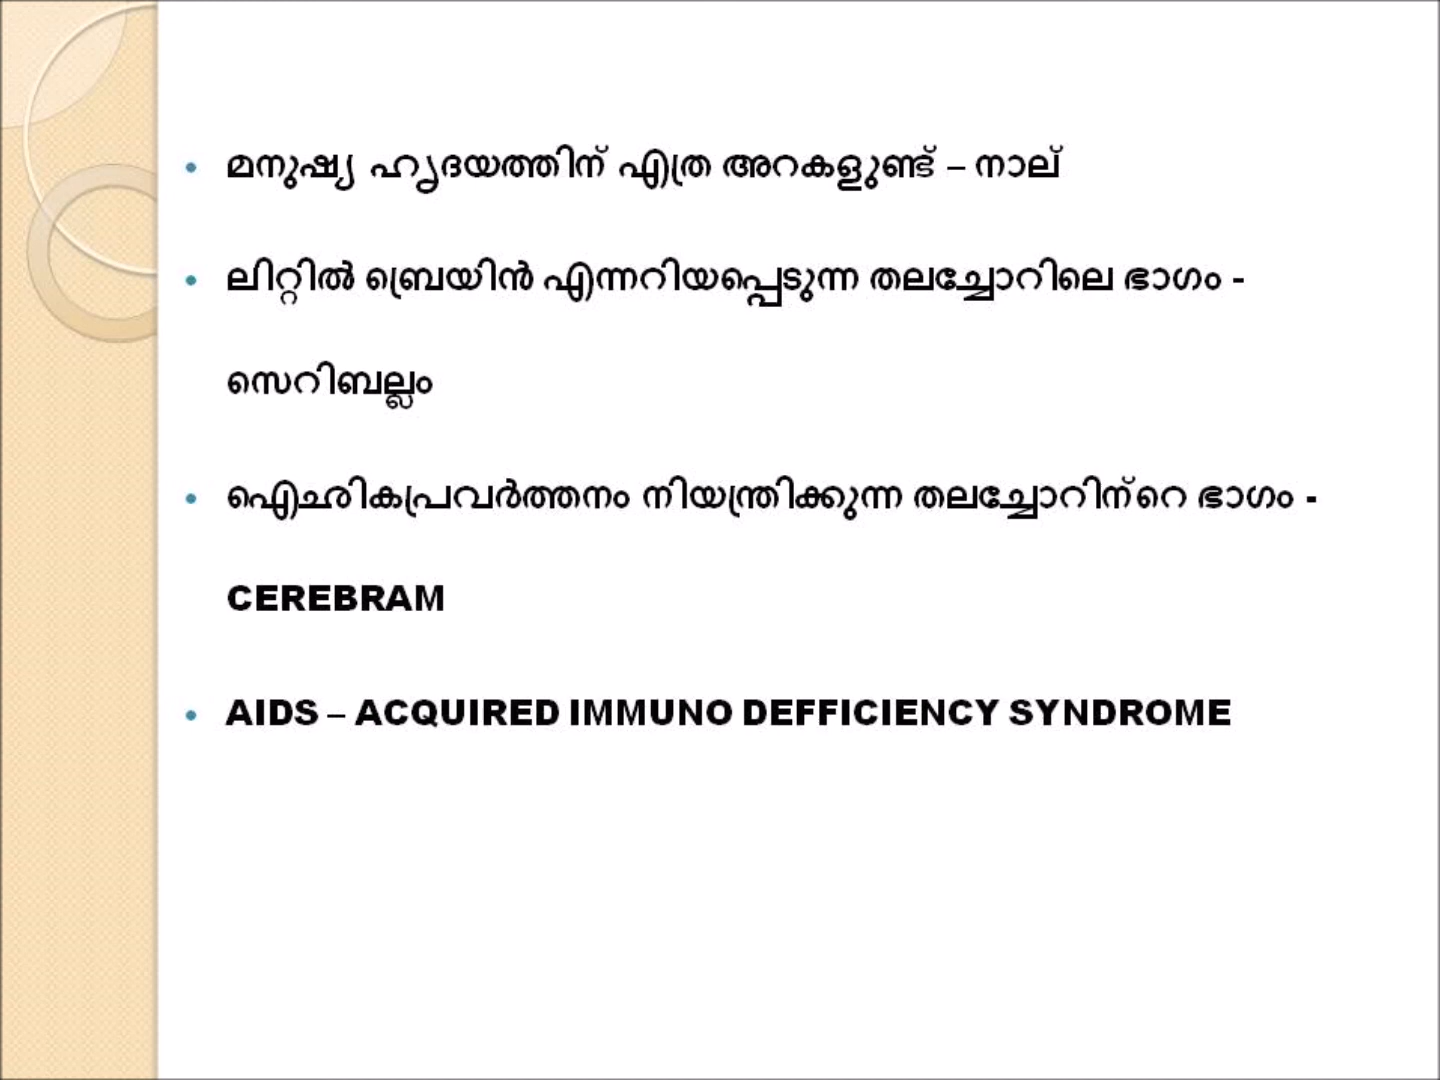 • മനുഷ്യ ഹൃദയത്തിന് എത്ര അറകളുണ്ട് – നാല്
• ലിറ്റിൽ ബ്രെയിൻ എന്നറിയപ്പെടുന്ന തലച്ചോറിലെ ഭാഗം -
സെറിബല്ലം
• ഐഛികപ്രവർത്തനം നിയന്ത്രിക്കുന്ന തലച്ചോറിന്റെ ഭാഗം -
CEREBRAM
• AIDS – ACQUIRED IMMUNO DEFFICIENCY SYNDROME